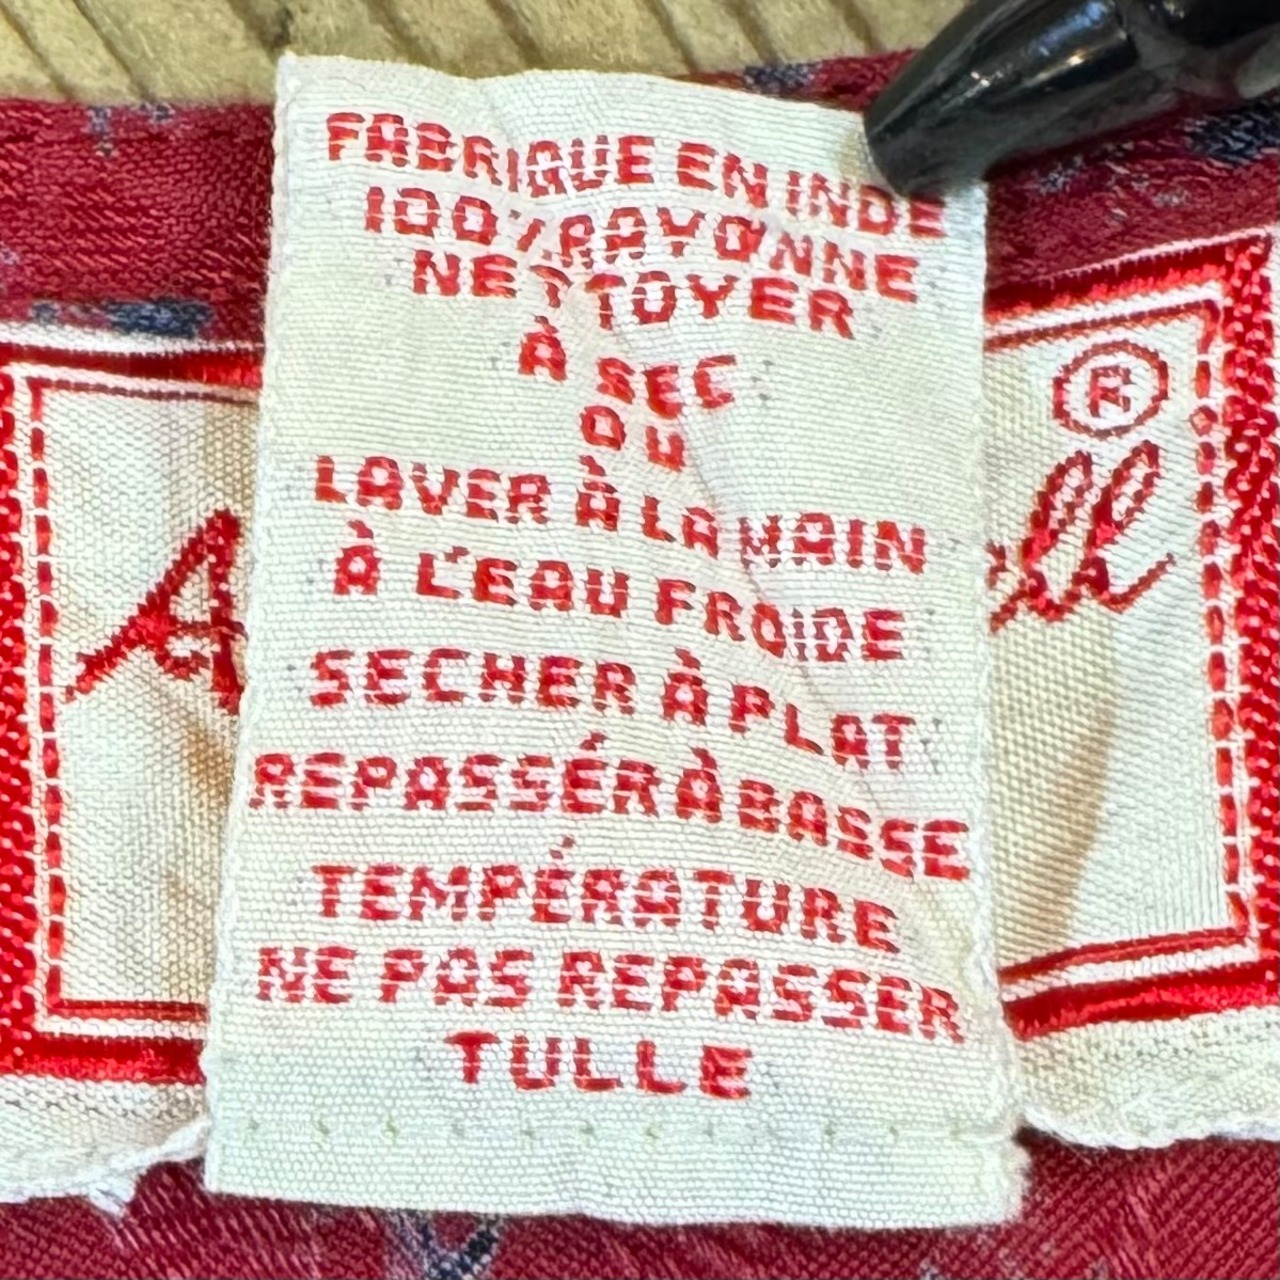 FABRIQUE EN INDE
100% RAYONNE
NETTOYER
À SEC
OU
LAVER À LA MAIN
À L'EAU FROIDE
SECHER À PLAT
REPASSÉR À BASSE
TEMPÉRATURE
NE PAS REPASSER
TULLE
®